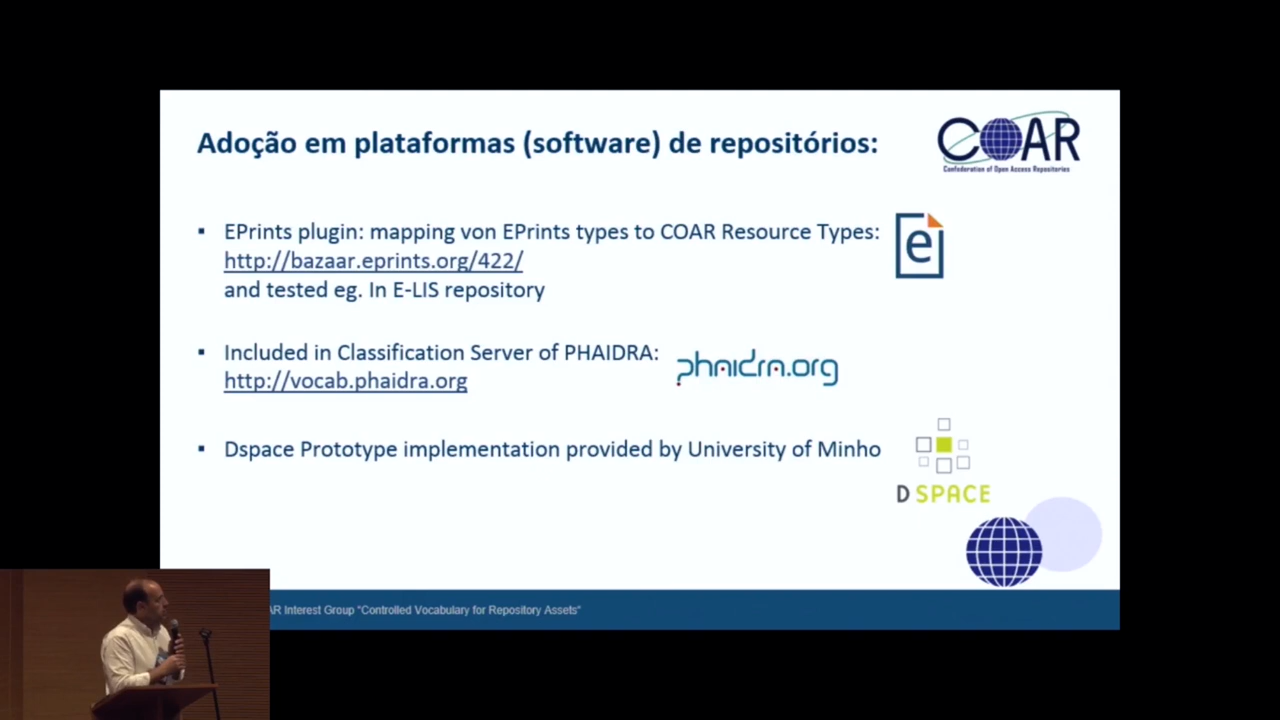 Adoção em plataformas (software) de repositórios:
COAR
Confederation of Open Access Repositories
▪ EPrints plugin: mapping von EPrints types to COAR Resource Types:
http://bazaar.eprints.org/422/
and tested eg. In E-LIS repository
e
▪ Included in Classification Server of PHAIDRA:
http://vocab.phaidra.org
phaidra.org
▪ Dspace Prototype implementation provided by University of Minho
D SPACE
AR Interest Group "Controlled Vocabulary for Repository Assets"